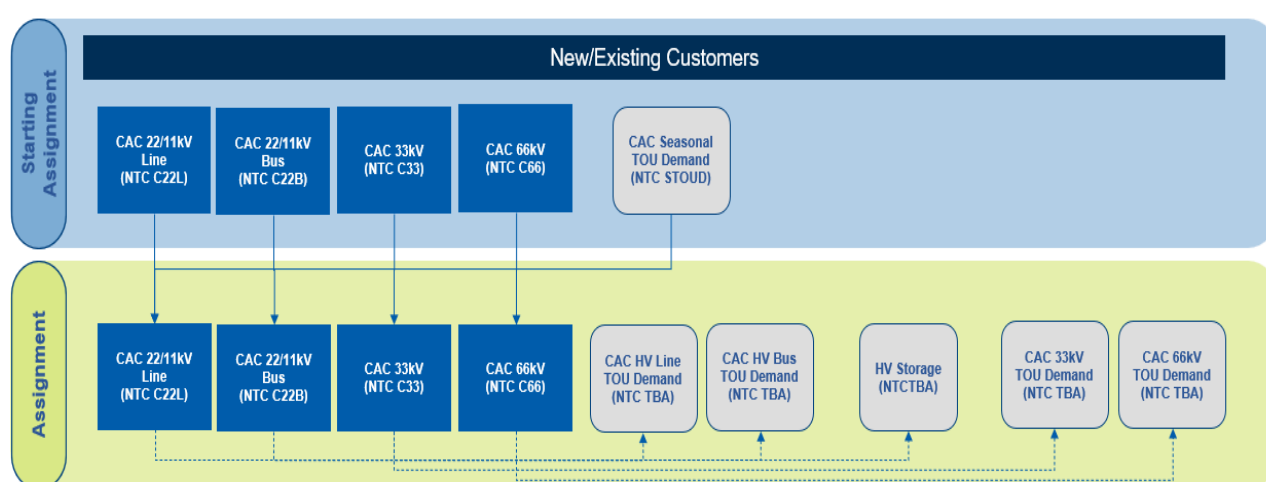 New/Existing Customers
Starting
Assignment
CAC 22/11kV
Line
(NTC C22L)
CAC 22/11kV
Bus
(NTC C22B)
CAC 33kV
(NTC C33)
CAC 66kV
(NTC C66)
CAC Seasonal
TOU Demand
(NTC STOUD)
Assignment
CAC 22/11kV
Line
(NTC C22L)
CAC 22/11kV
Bus
(NTC C22B)
CAC 33kV
(NTC C33)
CAC 66kV
(NTC C66)
CAC HV Line
TOU Demand
(NTC TBA)
CAC HV Bus
TOU Demand
(NTC TBA)
HV Storage
(NTCTBA)
CAC 33kV
TOU Demand
(NTC TBA)
CAC 66kV
TOU Demand
(NTC TBA)